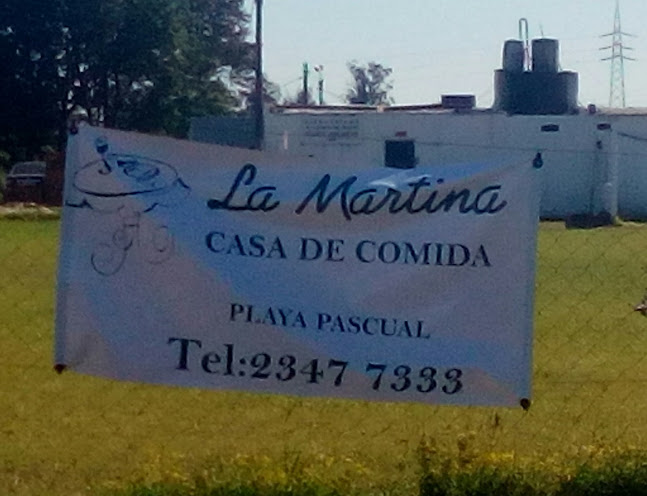 La Martina
CASA DE COMIDA
PLAYA PASCUAL
Tel:2347 7333